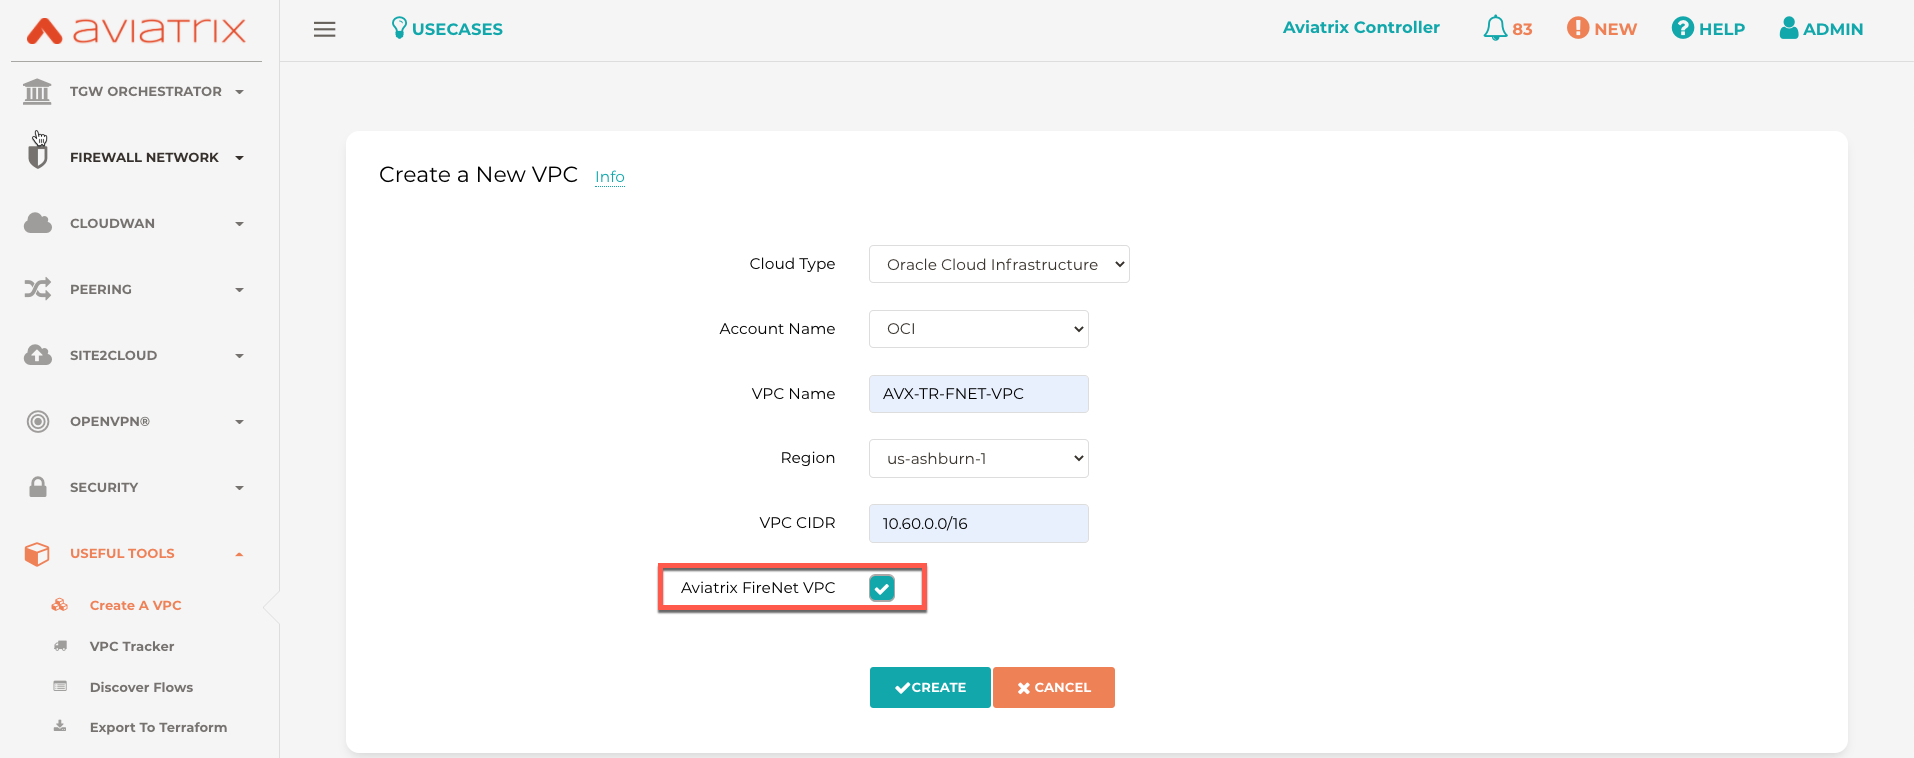 aviatrix
USECASES
Aviatrix Controller
83
NEW
HELP
ADMIN
TGW ORCHESTRATOR
FIREWALL NETWORK
CLOUDWAN
PEERING
SITE2CLOUD
OPENVPN®
SECURITY
USEFUL TOOLS
Create A VPC
VPC Tracker
Discover Flows
Export To Terraform
Create a New VPC Info
Cloud Type Oracle Cloud Infrastructure
Account Name OCI
VPC Name AVX-TR-FNET-VPC
Region us-ashburn-1
VPC CIDR 10.60.0.0/16
Aviatrix FireNet VPC
CREATE CANCEL